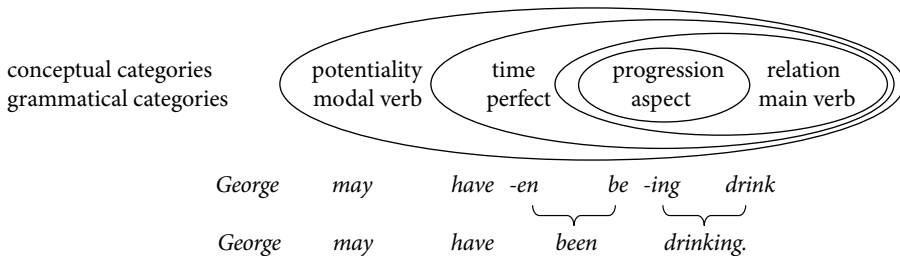 conceptual categories potentiality time progression relation
grammatical categories modal verb perfect aspect main verb
George may have -en be -ing drink
George may have been drinking.